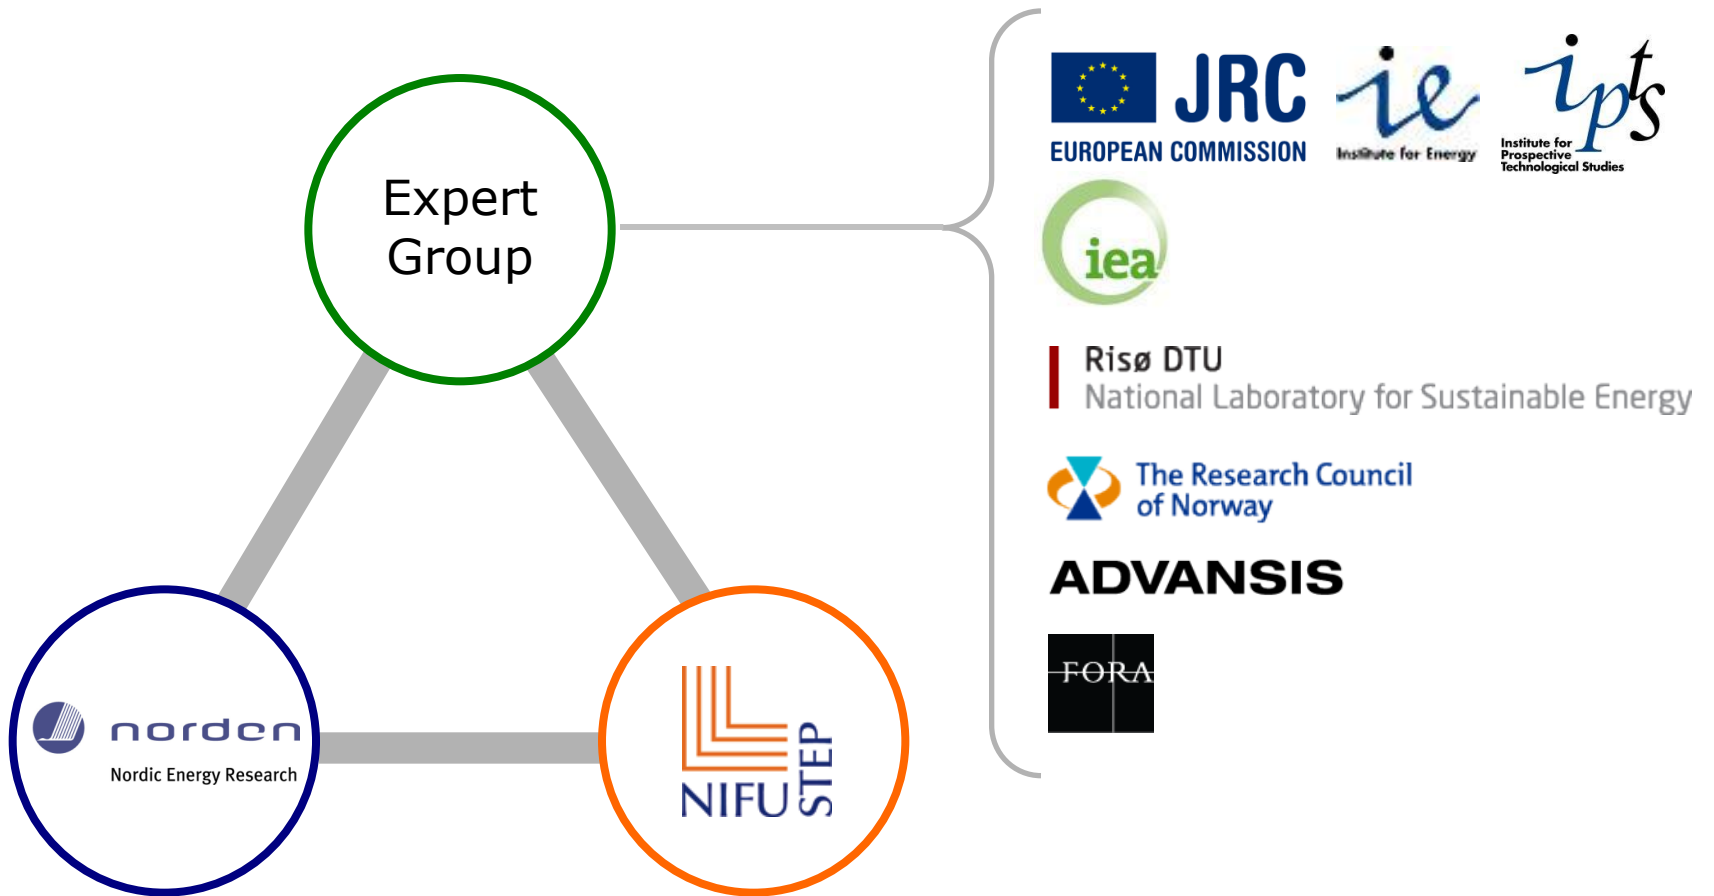 Expert
Group
JRC
EUROPEAN COMMISSION
ie
Institute for Energy
ipts
Institute for
Prospective
Technological Studies
iea
Risø DTU
National Laboratory for Sustainable Energy
The Research Council
of Norway
ADVANSIS
FORA
norden
Nordic Energy Research
NIFU
STEP